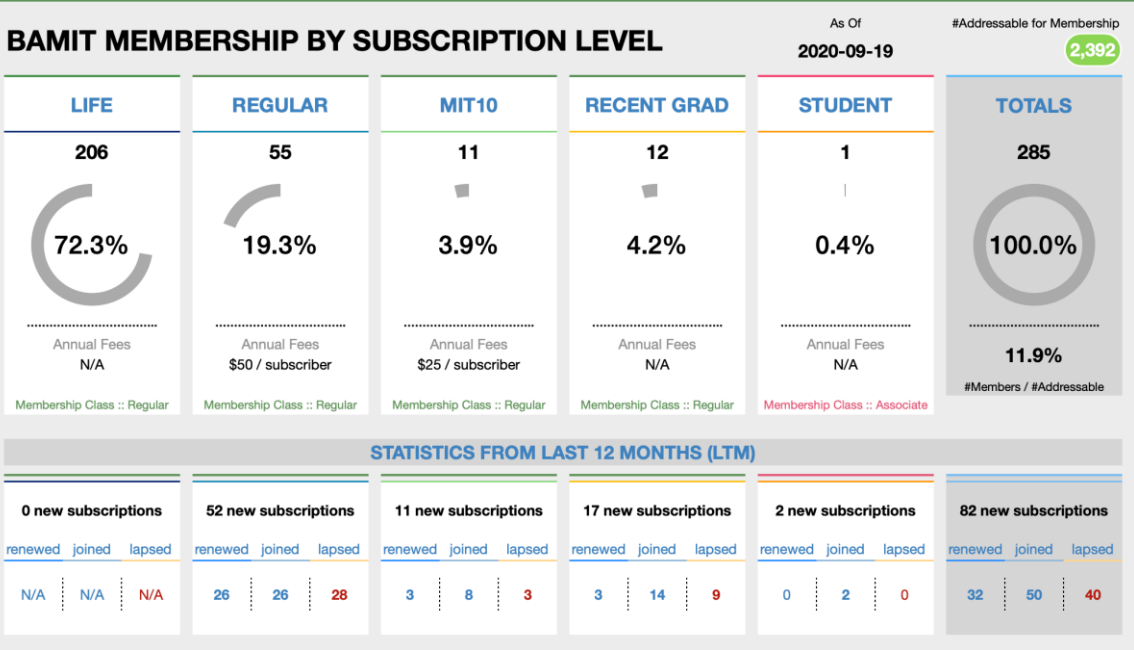 BAMIT MEMBERSHIP BY SUBSCRIPTION LEVEL
As Of
2020-09-19
#Addressable for Membership
2,392
LIFE
206
72.3%
Annual Fees
N/A
Membership Class :: Regular
REGULAR
55
19.3%
Annual Fees
$50 / subscriber
Membership Class :: Regular
MIT10
11
3.9%
Annual Fees
$25 / subscriber
Membership Class :: Regular
RECENT GRAD
12
4.2%
Annual Fees
N/A
Membership Class :: Regular
STUDENT
1
0.4%
Annual Fees
N/A
Membership Class :: Associate
TOTALS
285
100.0%
11.9%
#Members / #Addressable
STATISTICS FROM LAST 12 MONTHS (LTM)
0 new subscriptions
renewed joined lapsed
N/A N/A N/A
52 new subscriptions
renewed joined lapsed
26 26 28
11 new subscriptions
renewed joined lapsed
3 8 3
17 new subscriptions
renewed joined lapsed
3 14 9
2 new subscriptions
renewed joined lapsed
0 2 0
82 new subscriptions
renewed joined lapsed
32 50 40